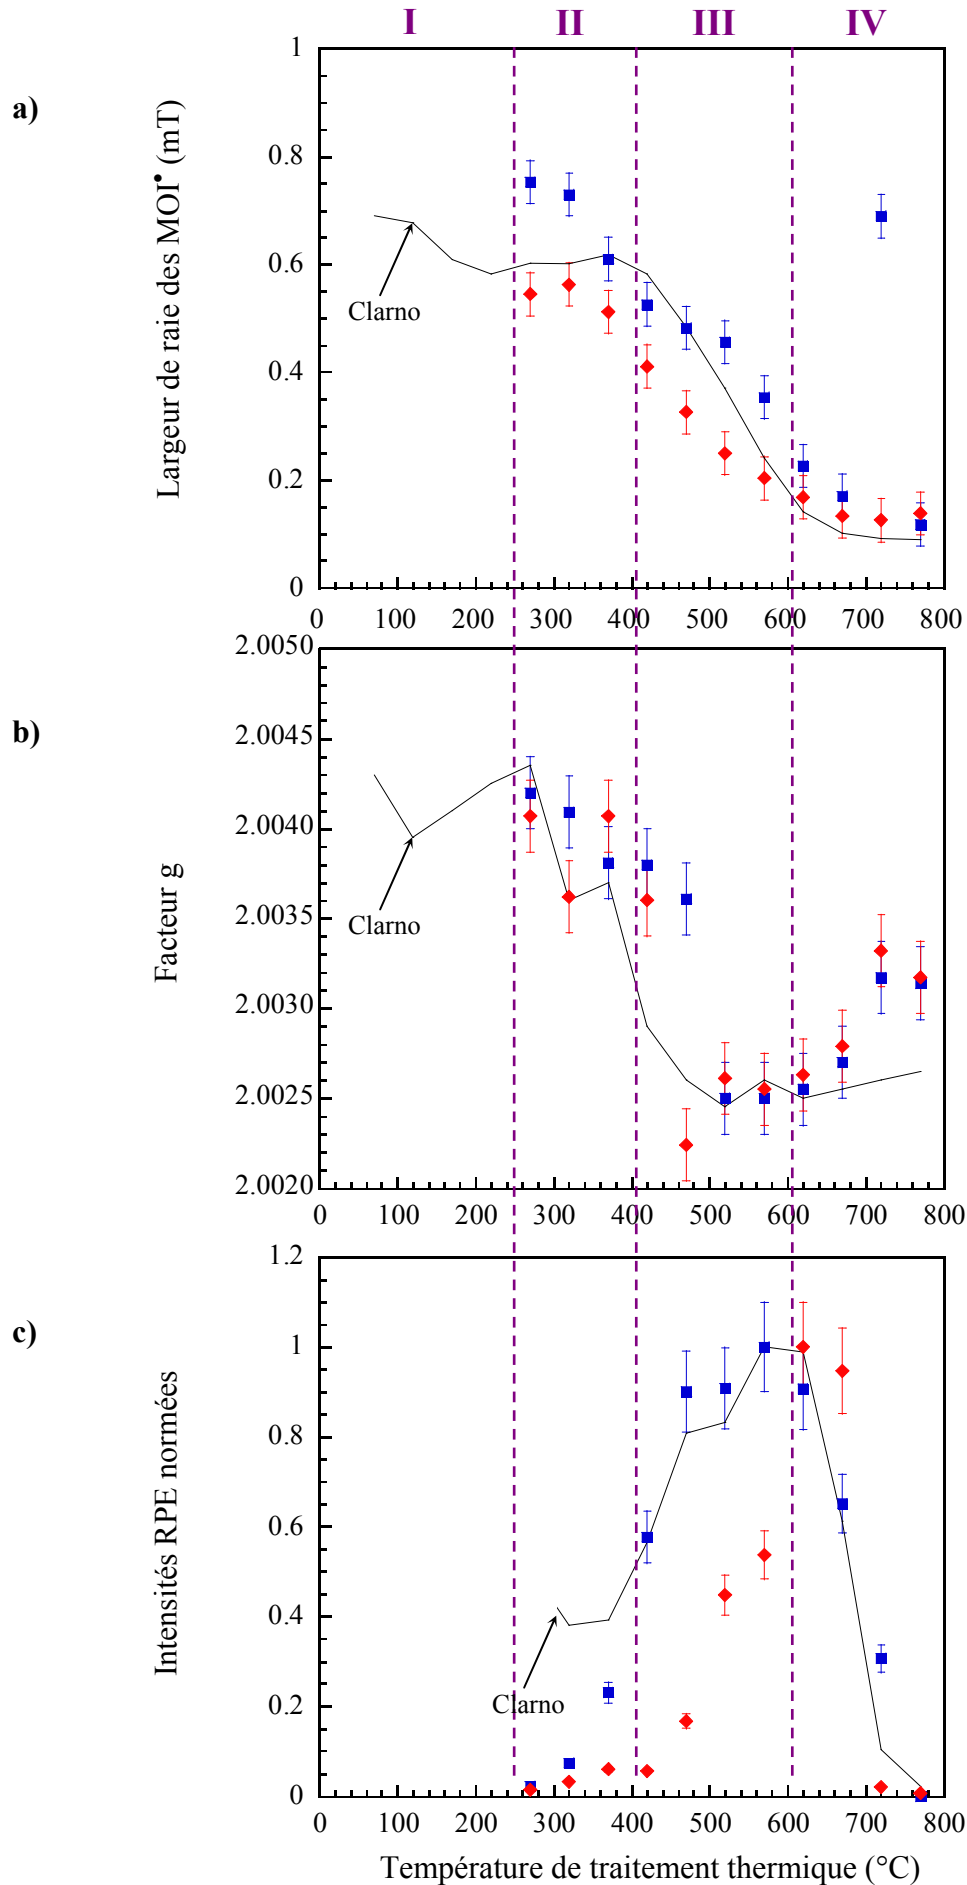 I II III IV
a)
Largeur de raie des MOI• (mT)
1
0.8
0.6
0.4
0.2
0
Clarno
0 100 200 300 400 500 600 700 800
b)
Facteur g
2.0050
2.0045
2.0040
2.0035
2.0030
2.0025
2.0020
Clarno
0 100 200 300 400 500 600 700 800
c)
Intensités RPE normées
1.2
1
0.8
0.6
0.4
0.2
0
Clarno
0 100 200 300 400 500 600 700 800
Température de traitement thermique (°C)